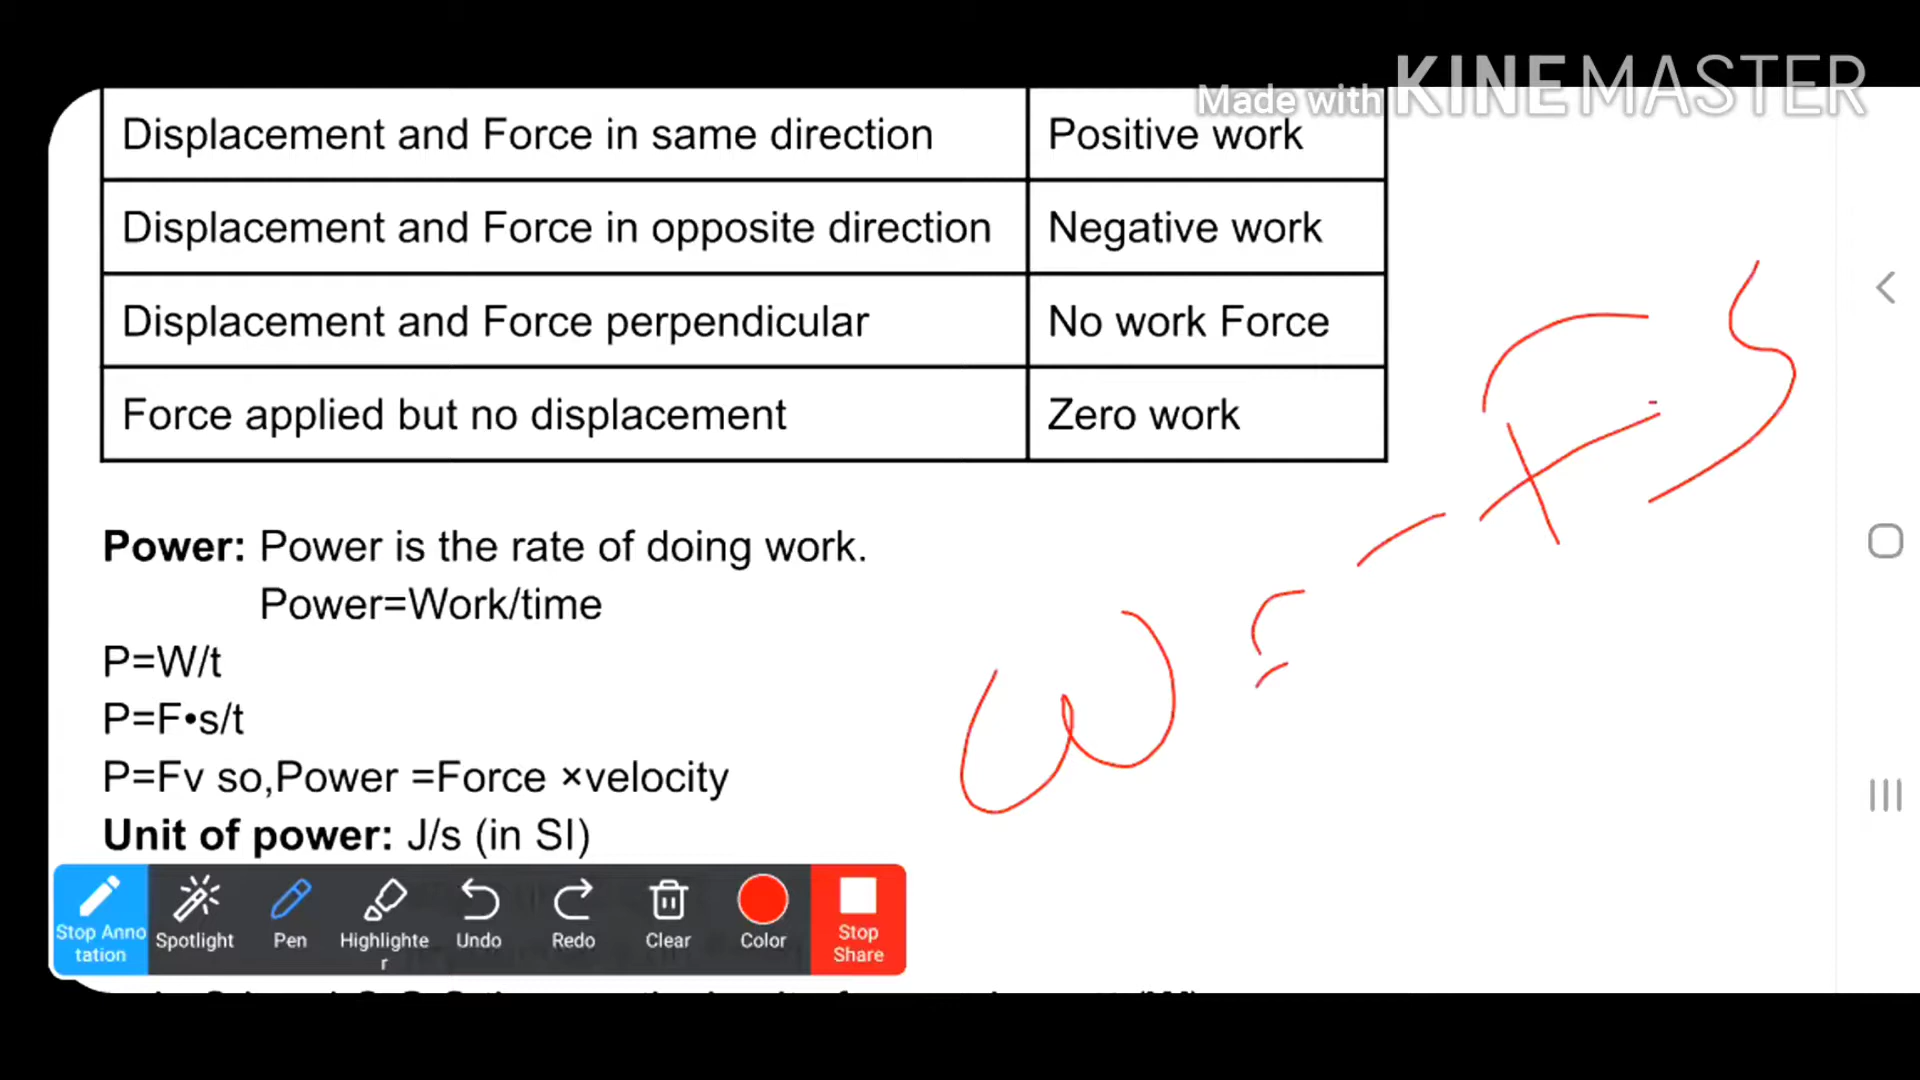 Made with KINEMASTER
Displacement and Force in same direction Positive work
Displacement and Force in opposite direction Negative work
Displacement and Force perpendicular No work Force
Force applied but no displacement Zero work
W = - F S
Power: Power is the rate of doing work.
Power=Work/time
P=W/t
P=F•s/t
P=Fv so,Power =Force ×velocity
Unit of power: J/s (in SI)
Stop Anno
tation
Spotlight
Pen
Highlighte
r
Undo
Redo
Clear
Color
Stop
Share